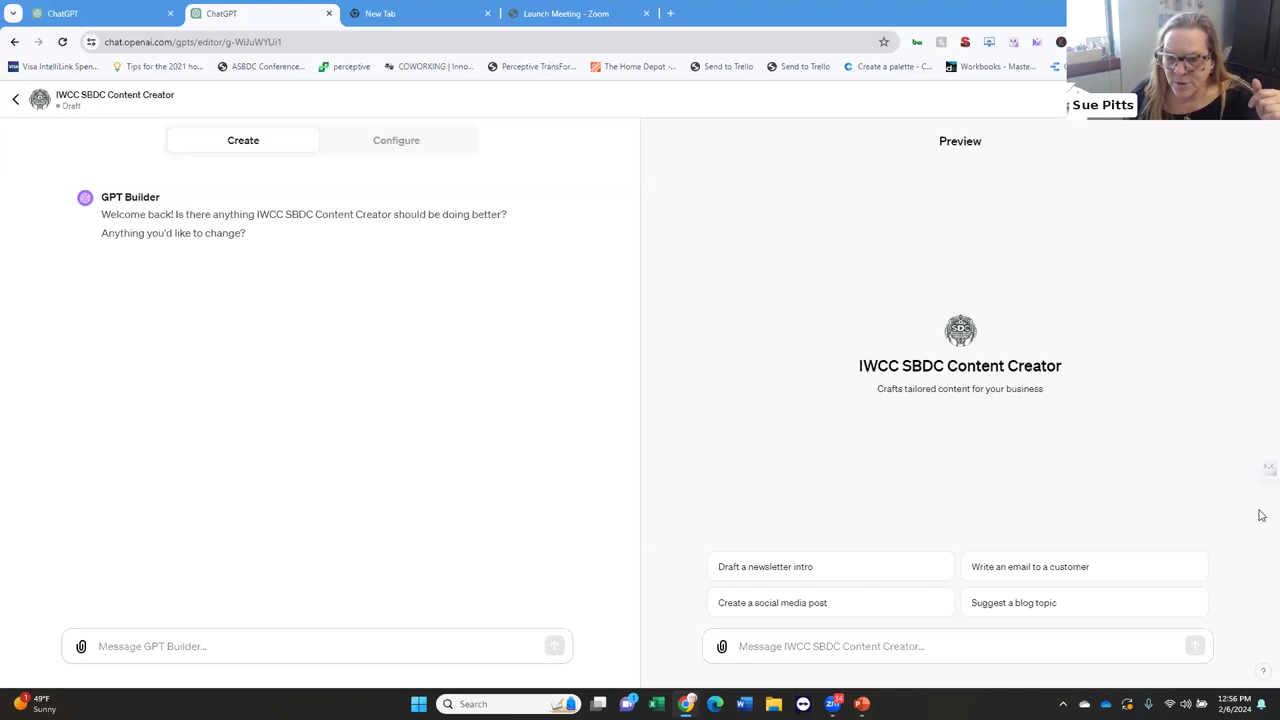 ChatGPT
ChatGPT
New Tab
Launch Meeting - Zoom
chat.openai.com/gpts/editor/g-WiJuWYUi1
Visa IntelliLink Spen...
Tips for the 2021 ho...
ASBDC Conference...
perceptive
COWORKING | Inno...
Perceptive TransFor...
The Home Depot -...
Send to Trello
Send to Trello
Create a palette - C...
Workbooks - Maste...
Sue Pitts
IWCC SBDC Content Creator
Draft
Create
Configure
Preview
GPT Builder
Welcome back! Is there anything IWCC SBDC Content Creator should be doing better?
Anything you'd like to change?
IWCC SBDC Content Creator
Crafts tailored content for your business
Draft a newsletter intro
Write an email to a customer
Create a social media post
Suggest a blog topic
Message GPT Builder...
Message IWCC SBDC Content Creator...
?
49°F
Sunny
Search
12:56 PM
2/6/2024